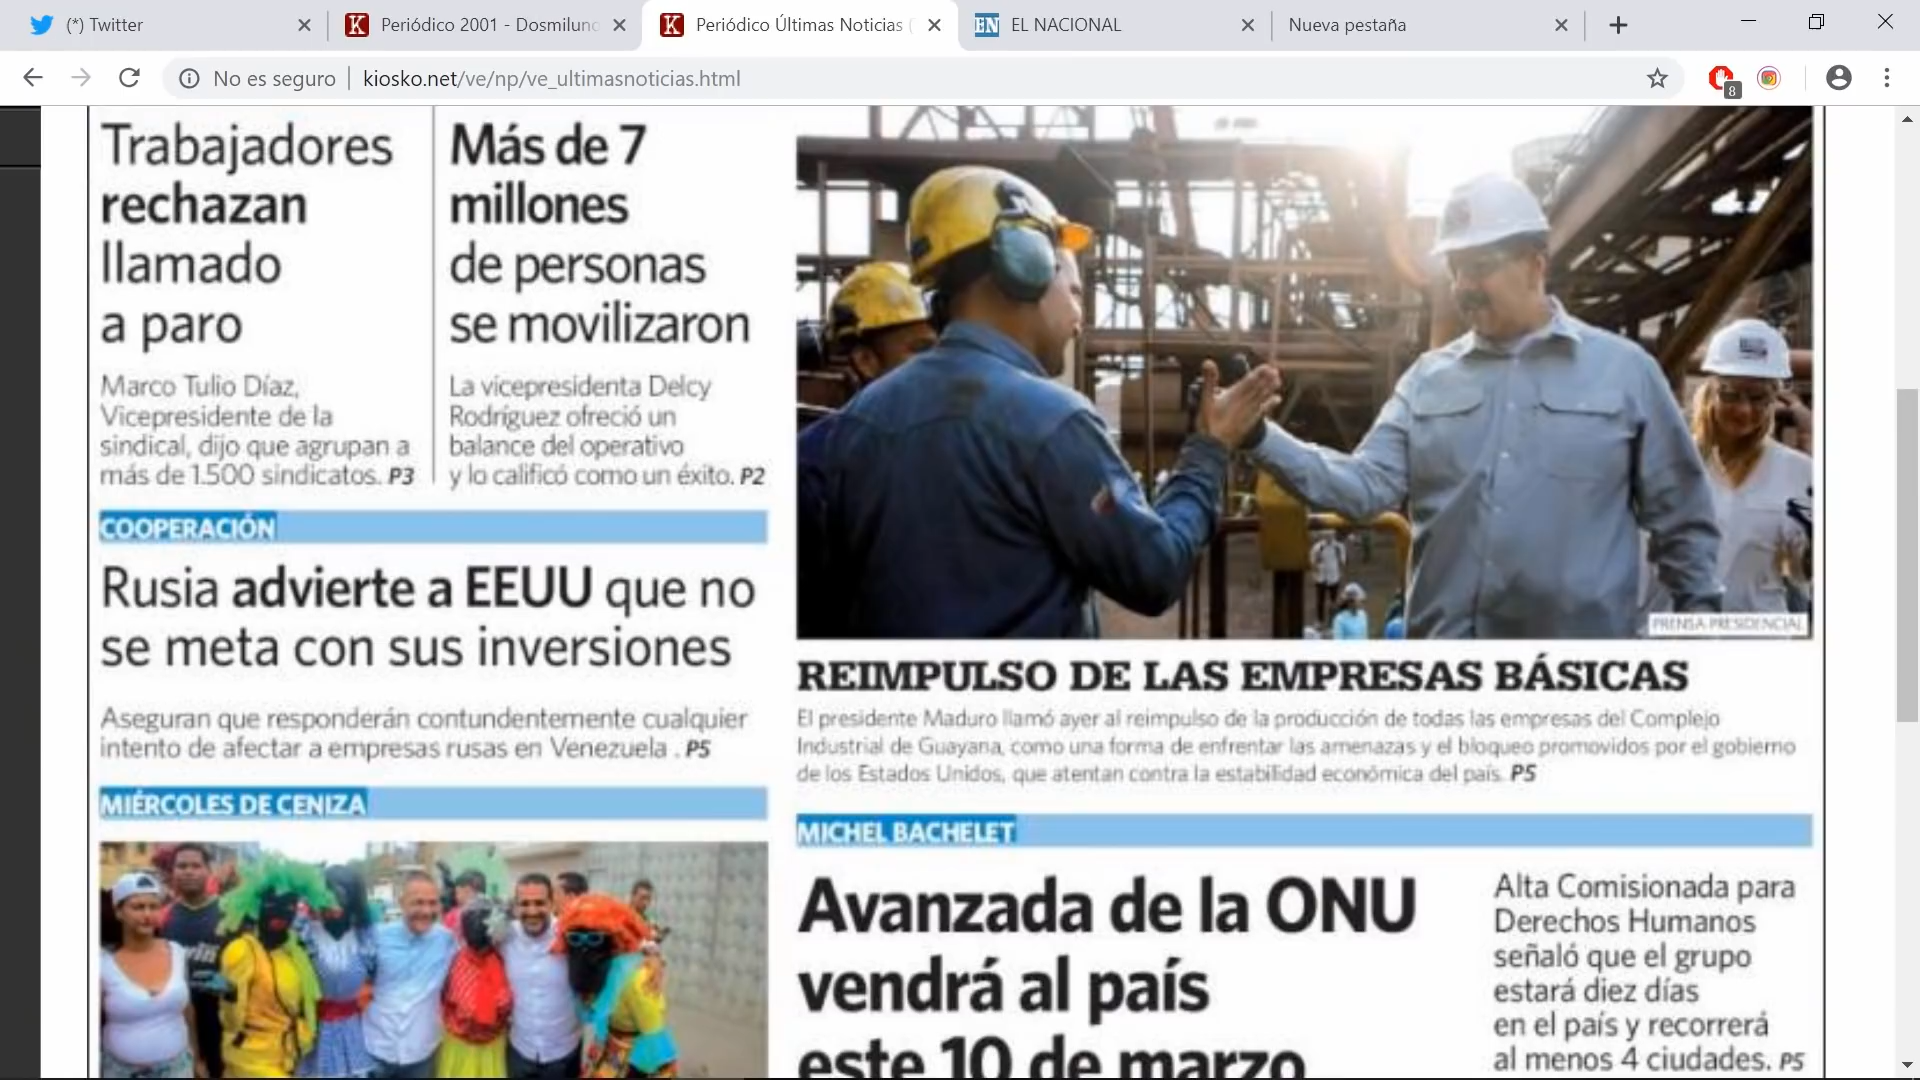 (*) Twitter
Periódico 2001 - Dosmiluno
Periódico Últimas Noticias (
EL NACIONAL
Nueva pestaña
No es seguro
kiosko.net/ve/np/ve_ultimasnoticias.html
8
Trabajadores
rechazan
llamado
a paro
Marco Tulio Díaz,
Vicepresidente de la
sindical, dijo que agrupan a
más de 1.500 sindicatos. P3
Más de 7
millones
de personas
se movilizaron
La vicepresidenta Delcy
Rodríguez ofreció un
balance del operativo
y lo calificó como un éxito. P2
COOPERACIÓN
Rusia advierte a EEUU que no
se meta con sus inversiones
Aseguran que responderán contundentemente cualquier
intento de afectar a empresas rusas en Venezuela . P5
MIÉRCOLES DE CENIZA
PRENSA PRESIDENCIAL
REIMPULSO DE LAS EMPRESAS BÁSICAS
El presidente Maduro llamó ayer al reimpulso de la producción de todas las empresas del Complejo
Industrial de Guayana, como una forma de enfrentar las amenazas y el bloqueo promovidos por el gobierno
de los Estados Unidos, que atentan contra la estabilidad económica del país. P5
MICHEL BACHELET
Avanzada de la ONU
vendrá al país
este 10 de marzo
Alta Comisionada para
Derechos Humanos
señaló que el grupo
estará diez días
en el país y recorrerá
al menos 4 ciudades. P5